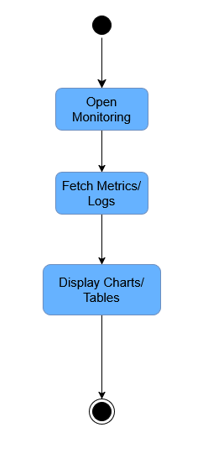 Open
Monitoring
Fetch Metrics/
Logs
Display Charts/
Tables